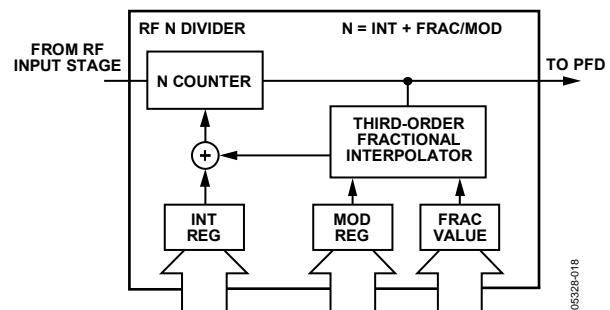 RF N DIVIDER
N = INT + FRAC/MOD
FROM RF
INPUT STAGE
TO PFD
N COUNTER
THIRD-ORDER
FRACTIONAL
INTERPOLATOR
+
INT
REG
MOD
REG
FRAC
VALUE
05328-018